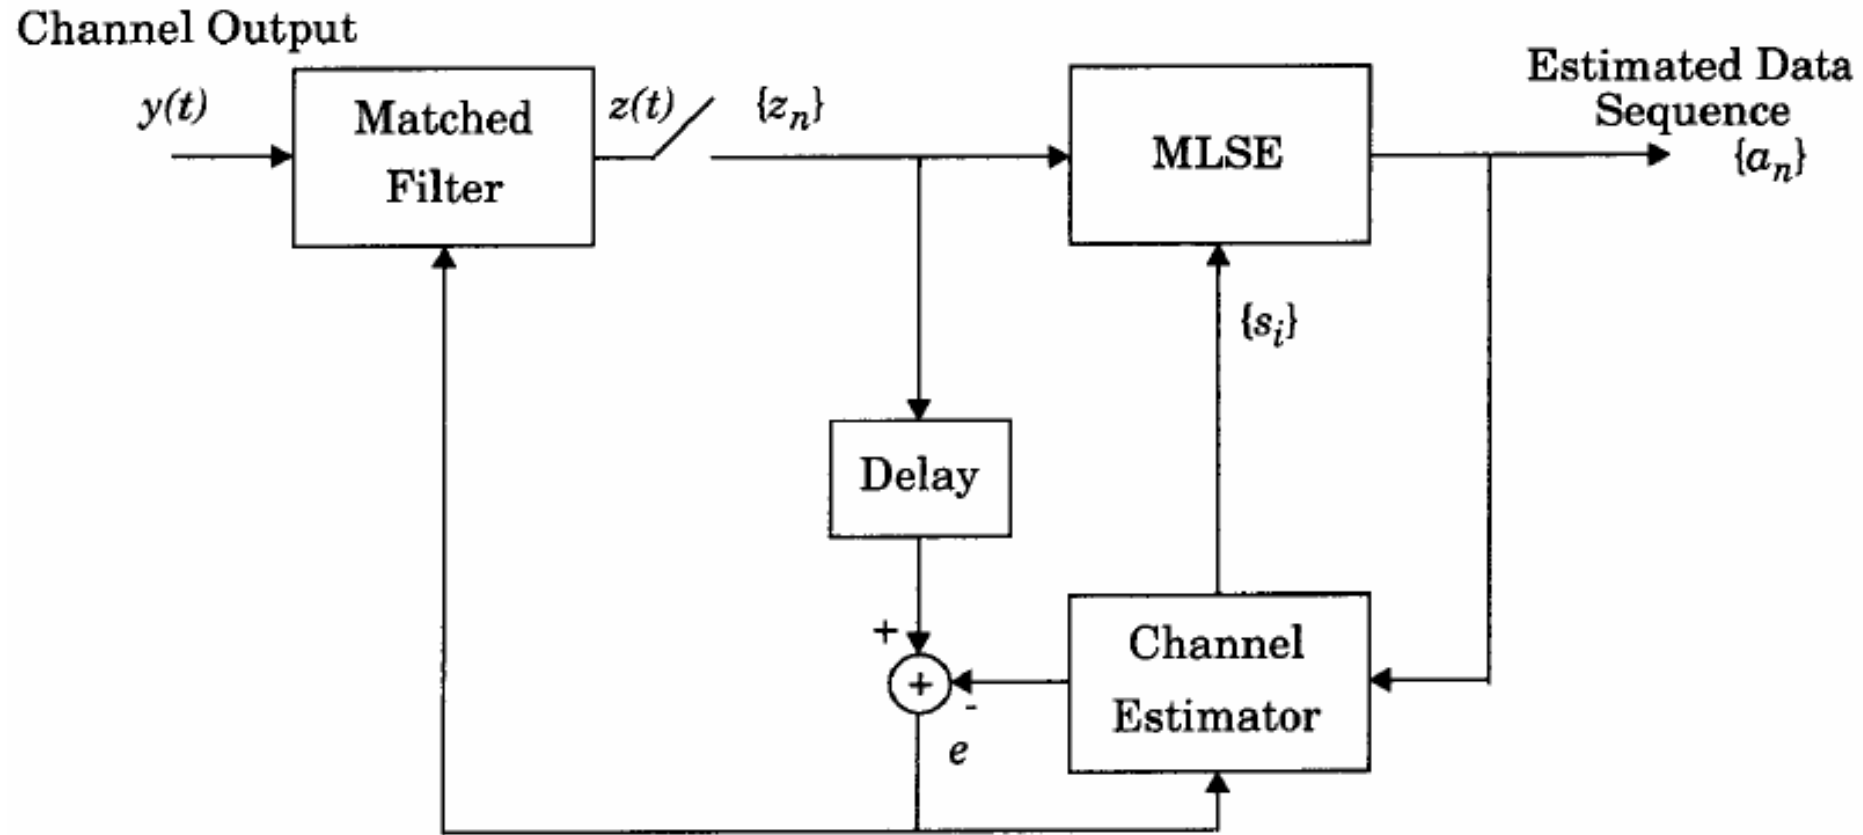 Channel Output
y(t)
Matched
Filter
z(t)
{z_n}
MLSE
Estimated Data
Sequence
{a_n}
{s_i}
Delay
+
+
-
e
Channel
Estimator